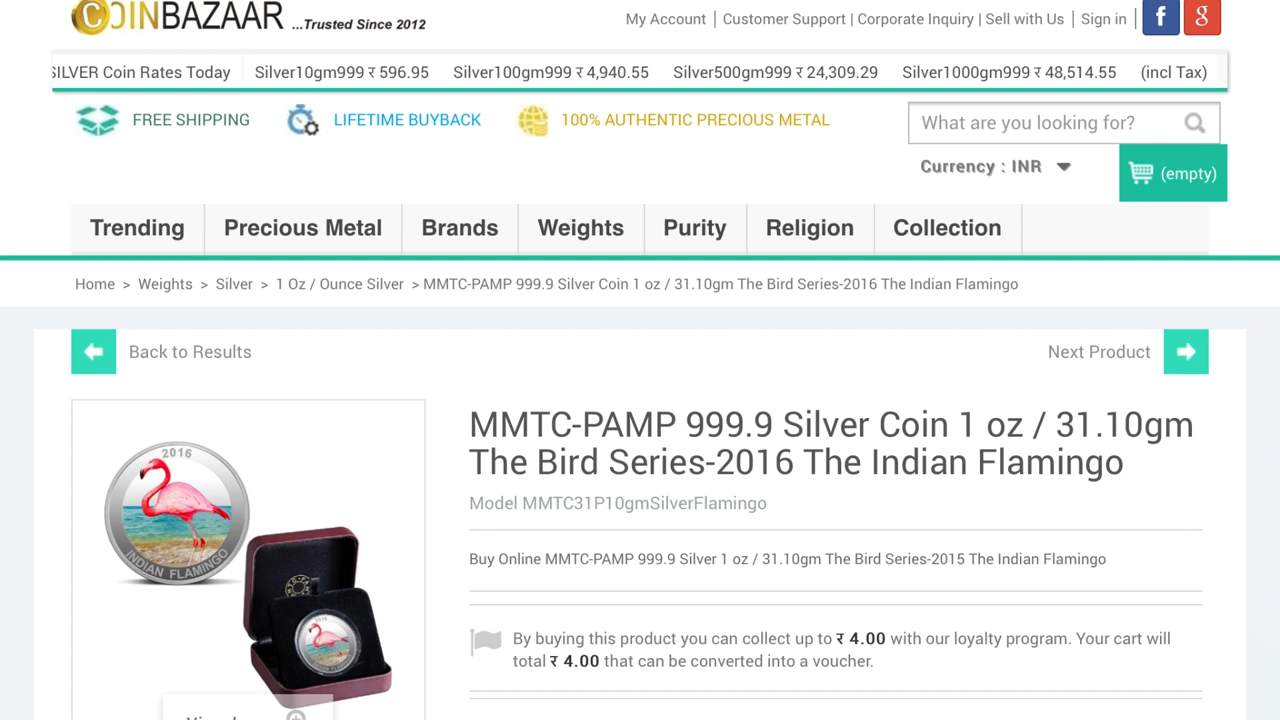 COINBAZAAR ...Trusted Since 2012
My Account | Customer Support | Corporate Inquiry | Sell with Us | Sign in | f g
SILVER Coin Rates Today Silver10gm999 ₹ 596.95 Silver100gm999 ₹ 4,940.55 Silver500gm999 ₹ 24,309.29 Silver1000gm999 ₹ 48,514.55 (incl Tax)
FREE SHIPPING LIFETIME BUYBACK 100% AUTHENTIC PRECIOUS METAL
What are you looking for?
Currency : INR
(empty)
Trending Precious Metal Brands Weights Purity Religion Collection
Home > Weights > Silver > 1 Oz / Ounce Silver > MMTC-PAMP 999.9 Silver Coin 1 oz / 31.10gm The Bird Series-2016 The Indian Flamingo
Back to Results
Next Product
2016
INDIAN FLAMINGO
2016
MMTC-PAMP 999.9 Silver Coin 1 oz / 31.10gm
The Bird Series-2016 The Indian Flamingo
Model MMTC31P10gmSilverFlamingo
Buy Online MMTC-PAMP 999.9 Silver 1 oz / 31.10gm The Bird Series-2015 The Indian Flamingo
By buying this product you can collect up to ₹ 4.00 with our loyalty program. Your cart will
total ₹ 4.00 that can be converted into a voucher.